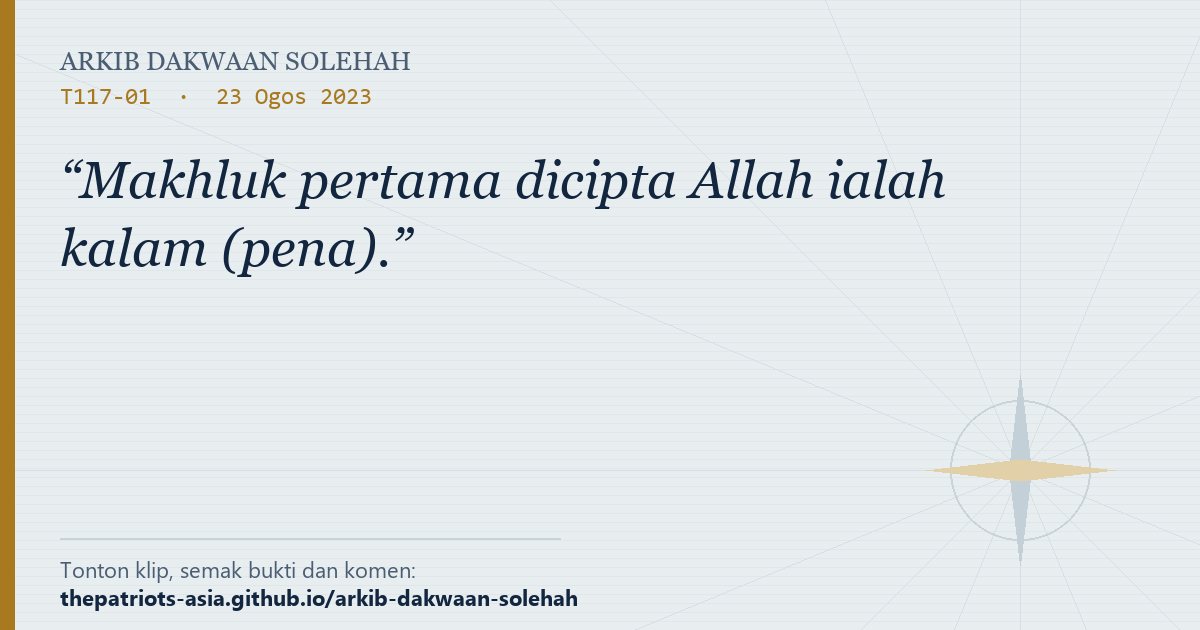 ARKIB DAKWAAN SOLEHAH
T117-01 · 23 Ogos 2023
“Makhluk pertama dicipta Allah ialah
kalam (pena).”
Tonton klip, semak bukti dan komen:
thepatriots-asia.github.io/arkib-dakwaan-solehah